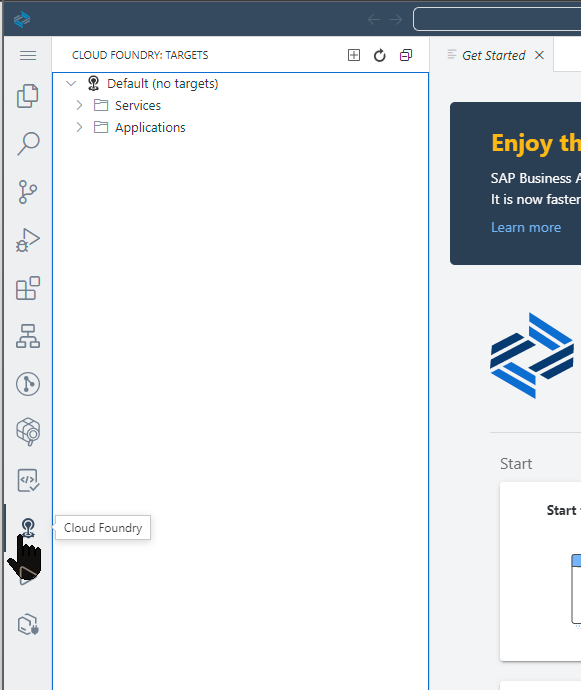 CLOUD FOUNDRY: TARGETS
Get Started
Default (no targets)
Services
Applications
Enjoy
SAP Business
It is now faster
Learn more
Start
Start
Cloud Foundry